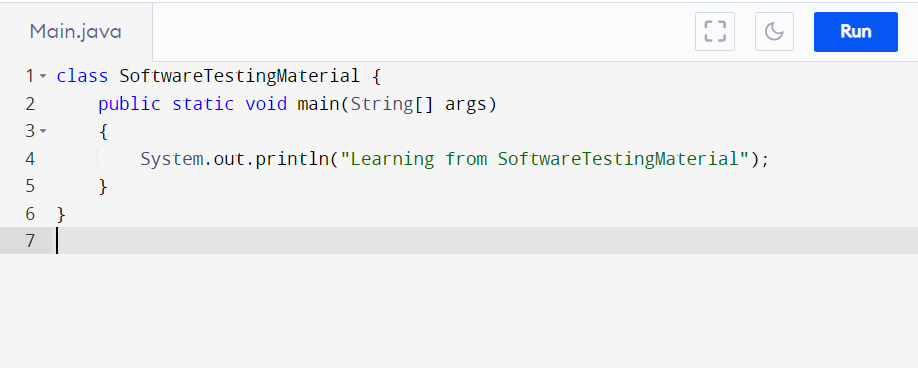 Main.java
Run
1 class SoftwareTestingMaterial {
2     public static void main(String[] args)
3     {
4         System.out.println("Learning from SoftwareTestingMaterial");
5     }
6 }
7